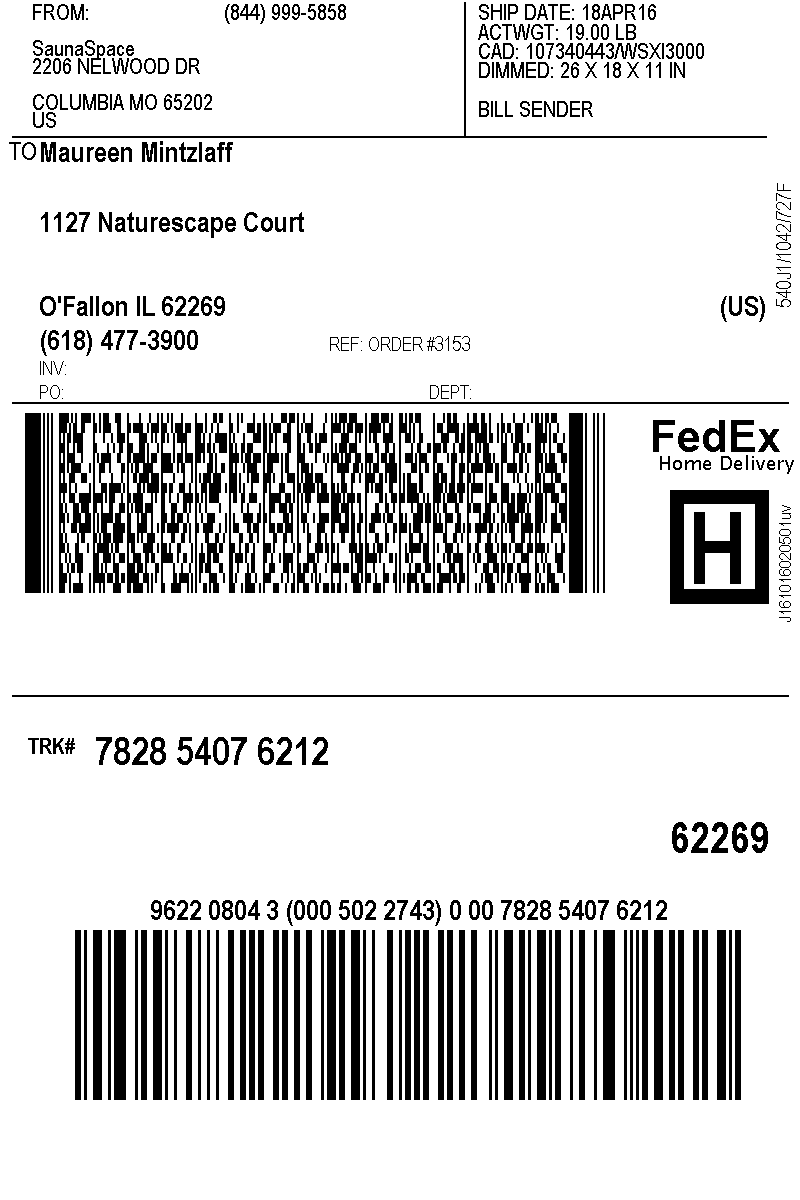 FROM: (844) 999-5858
SaunaSpace
2206 NELWOOD DR
COLUMBIA MO 65202
US
SHIP DATE: 18APR16
ACTWGT: 19.00 LB
CAD: 107340443/WSXI3000
DIMMED: 26 X 18 X 11 IN
BILL SENDER
TO Maureen Mintzlaff
1127 Naturescape Court
O'Fallon IL 62269 (US)
(618) 477-3900 REF: ORDER #3153
INV:
PO: DEPT:
540J1/1042/727F
FedEx
Home Delivery
H
J161016020501uv
TRK# 7828 5407 6212
62269
9622 0804 3 (000 502 2743) 0 00 7828 5407 6212